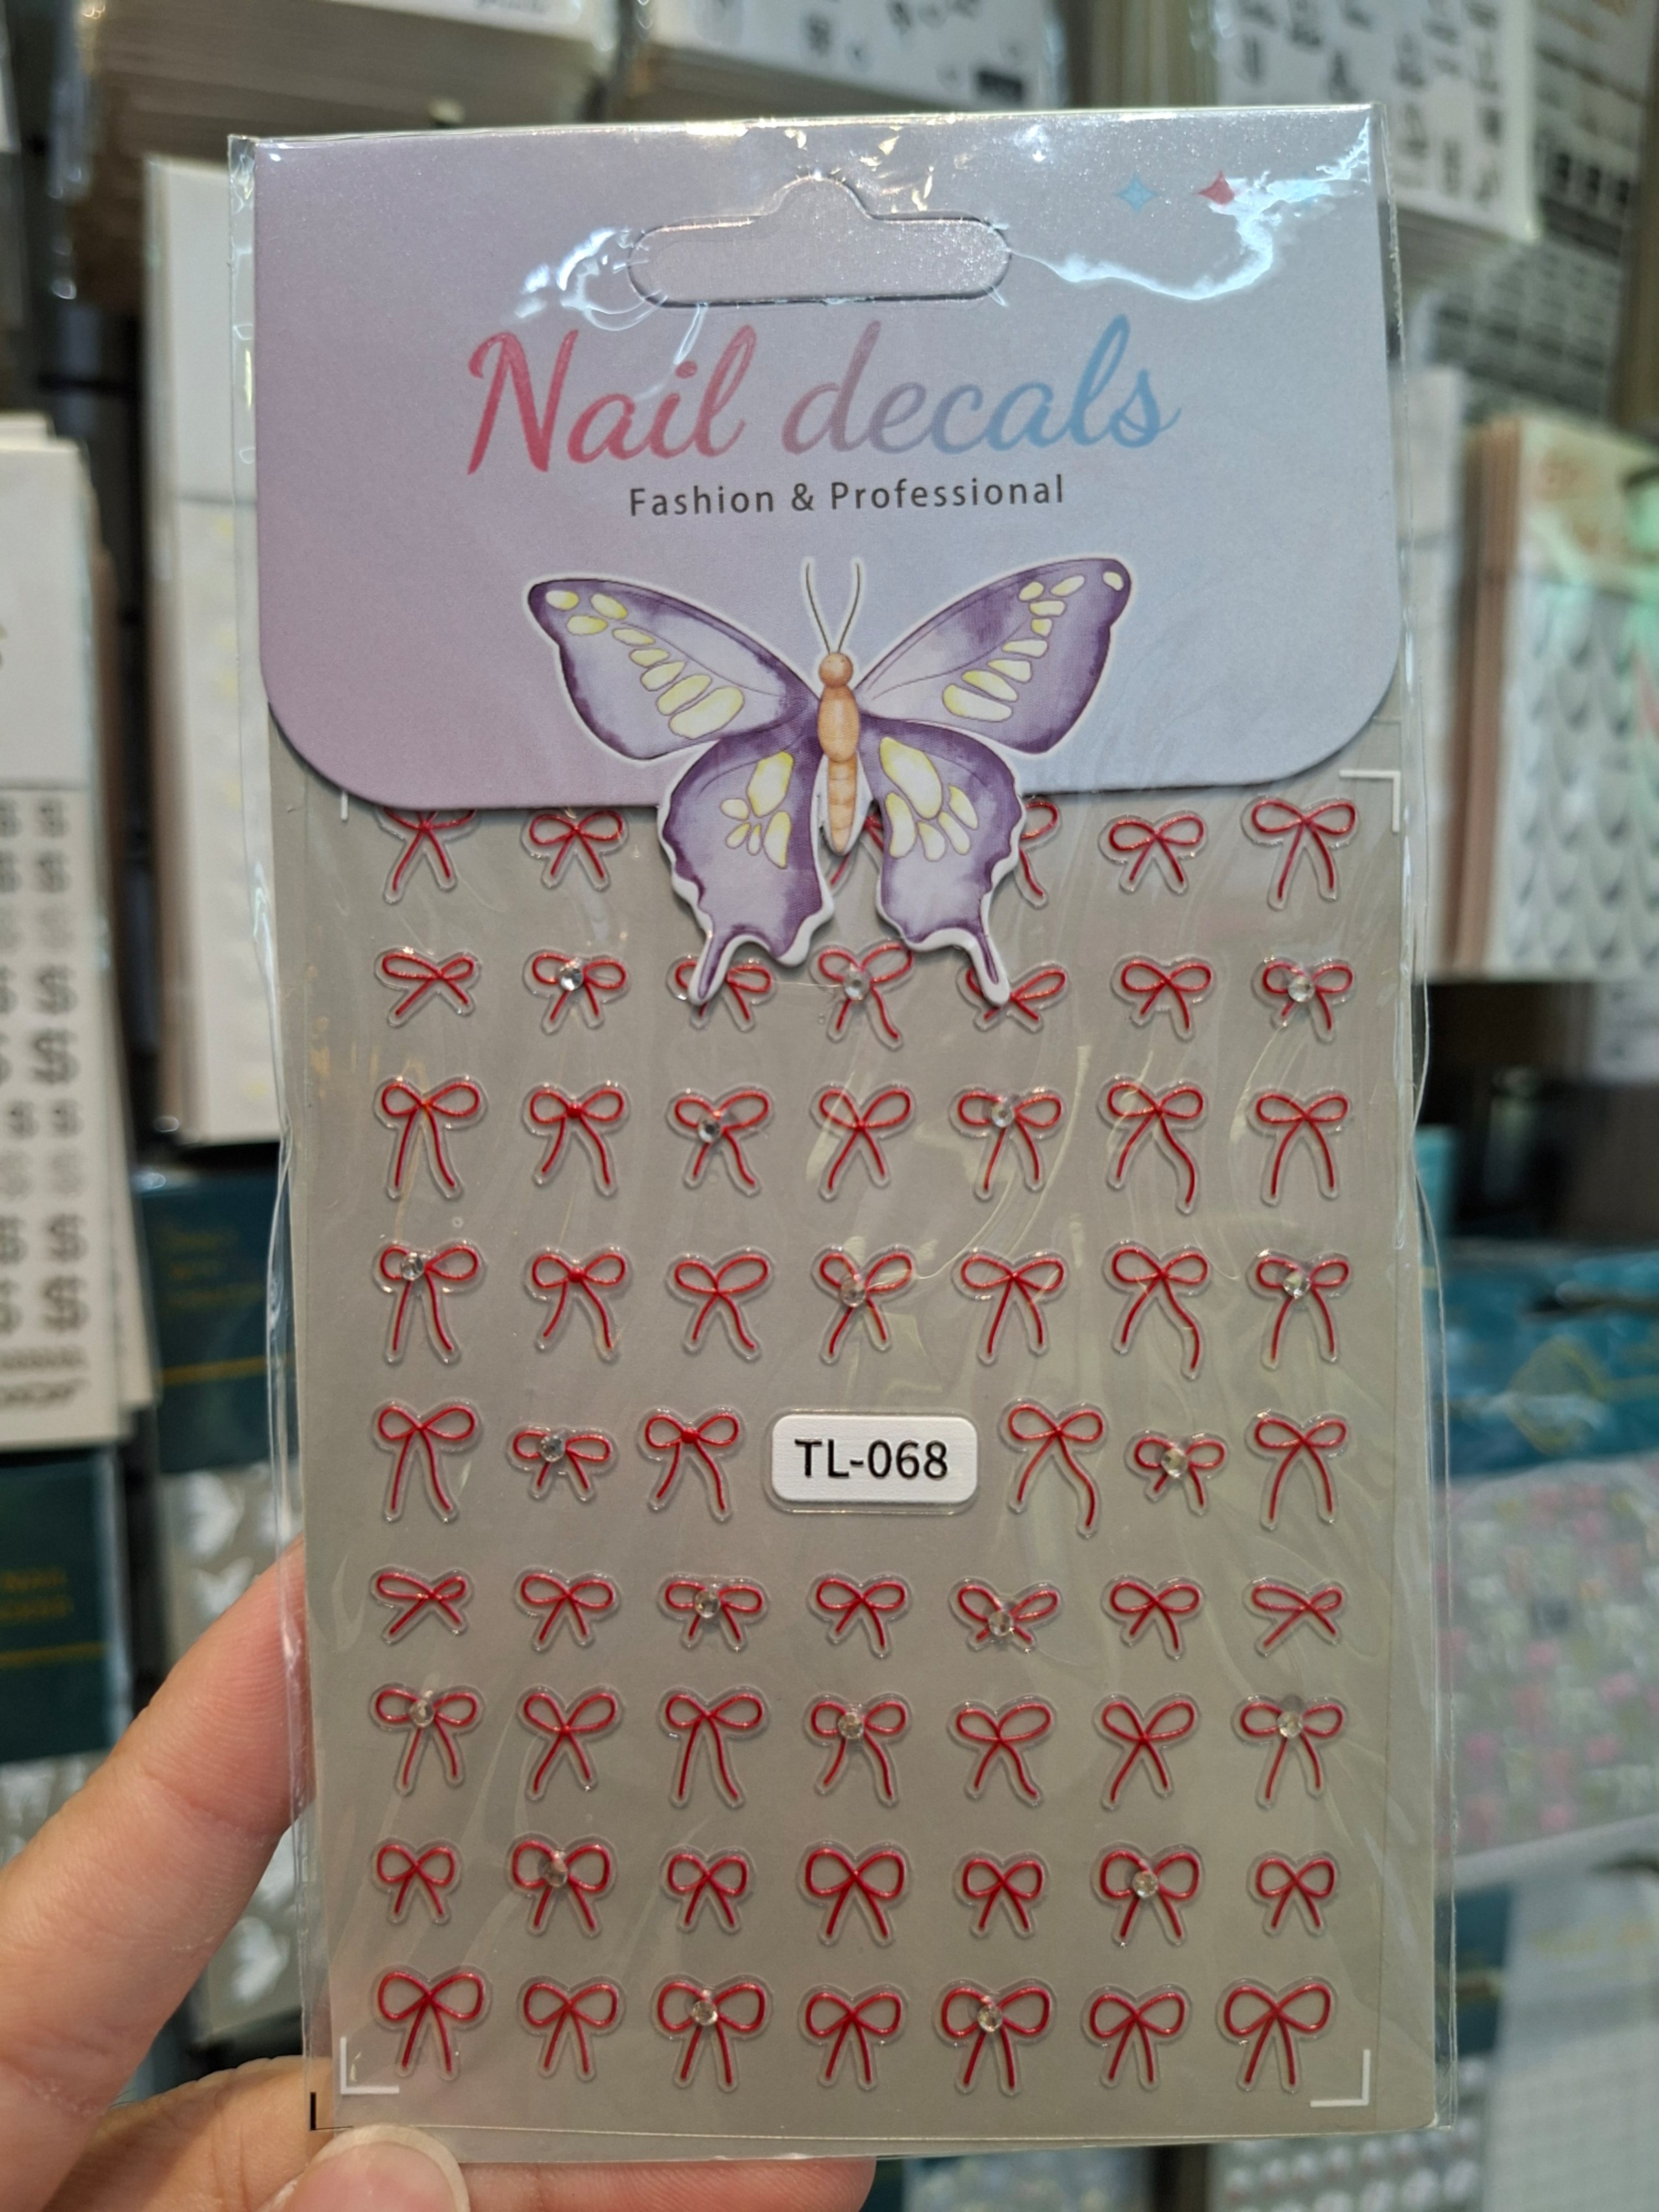 Nail decals
Fashion & Professional
TL-068